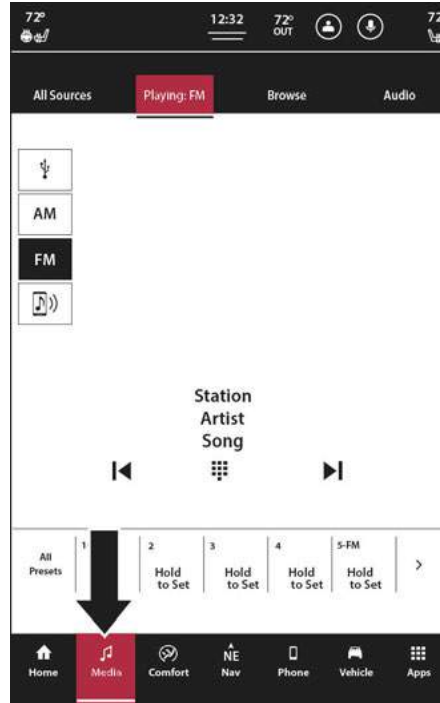 72°
12:32
72°
OUT
72
All Sources
Playing: FM
Browse
Audio
AM
FM
Station
Artist
Song
All
Presets
1
2
Hold
to Set
3
Hold
to Set
4
Hold
to Set
5-FM
Hold
to Set
Home
Media
Comfort
NE
Nav
Phone
Vehicle
Apps